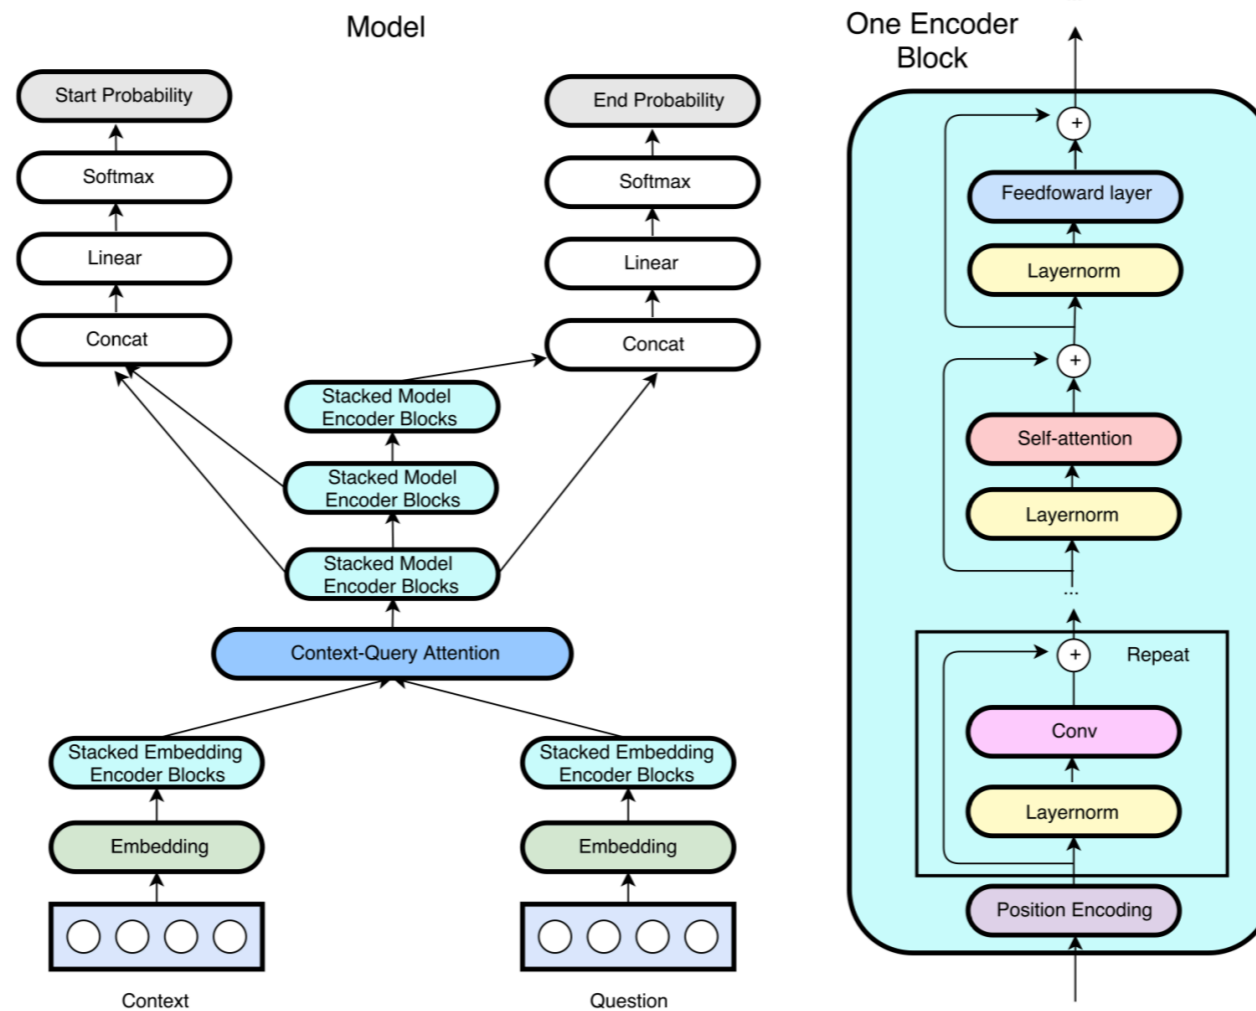 Model
Start Probability
Softmax
Linear
Concat
End Probability
Softmax
Linear
Concat
Stacked Model
Encoder Blocks
Stacked Model
Encoder Blocks
Stacked Model
Encoder Blocks
Context-Query Attention
Stacked Embedding
Encoder Blocks
Embedding
Context
Stacked Embedding
Encoder Blocks
Embedding
Question
One Encoder
Block
+
Feedfoward layer
Layernorm
+
Self-attention
Layernorm
...
+
Repeat
Conv
Layernorm
Position Encoding